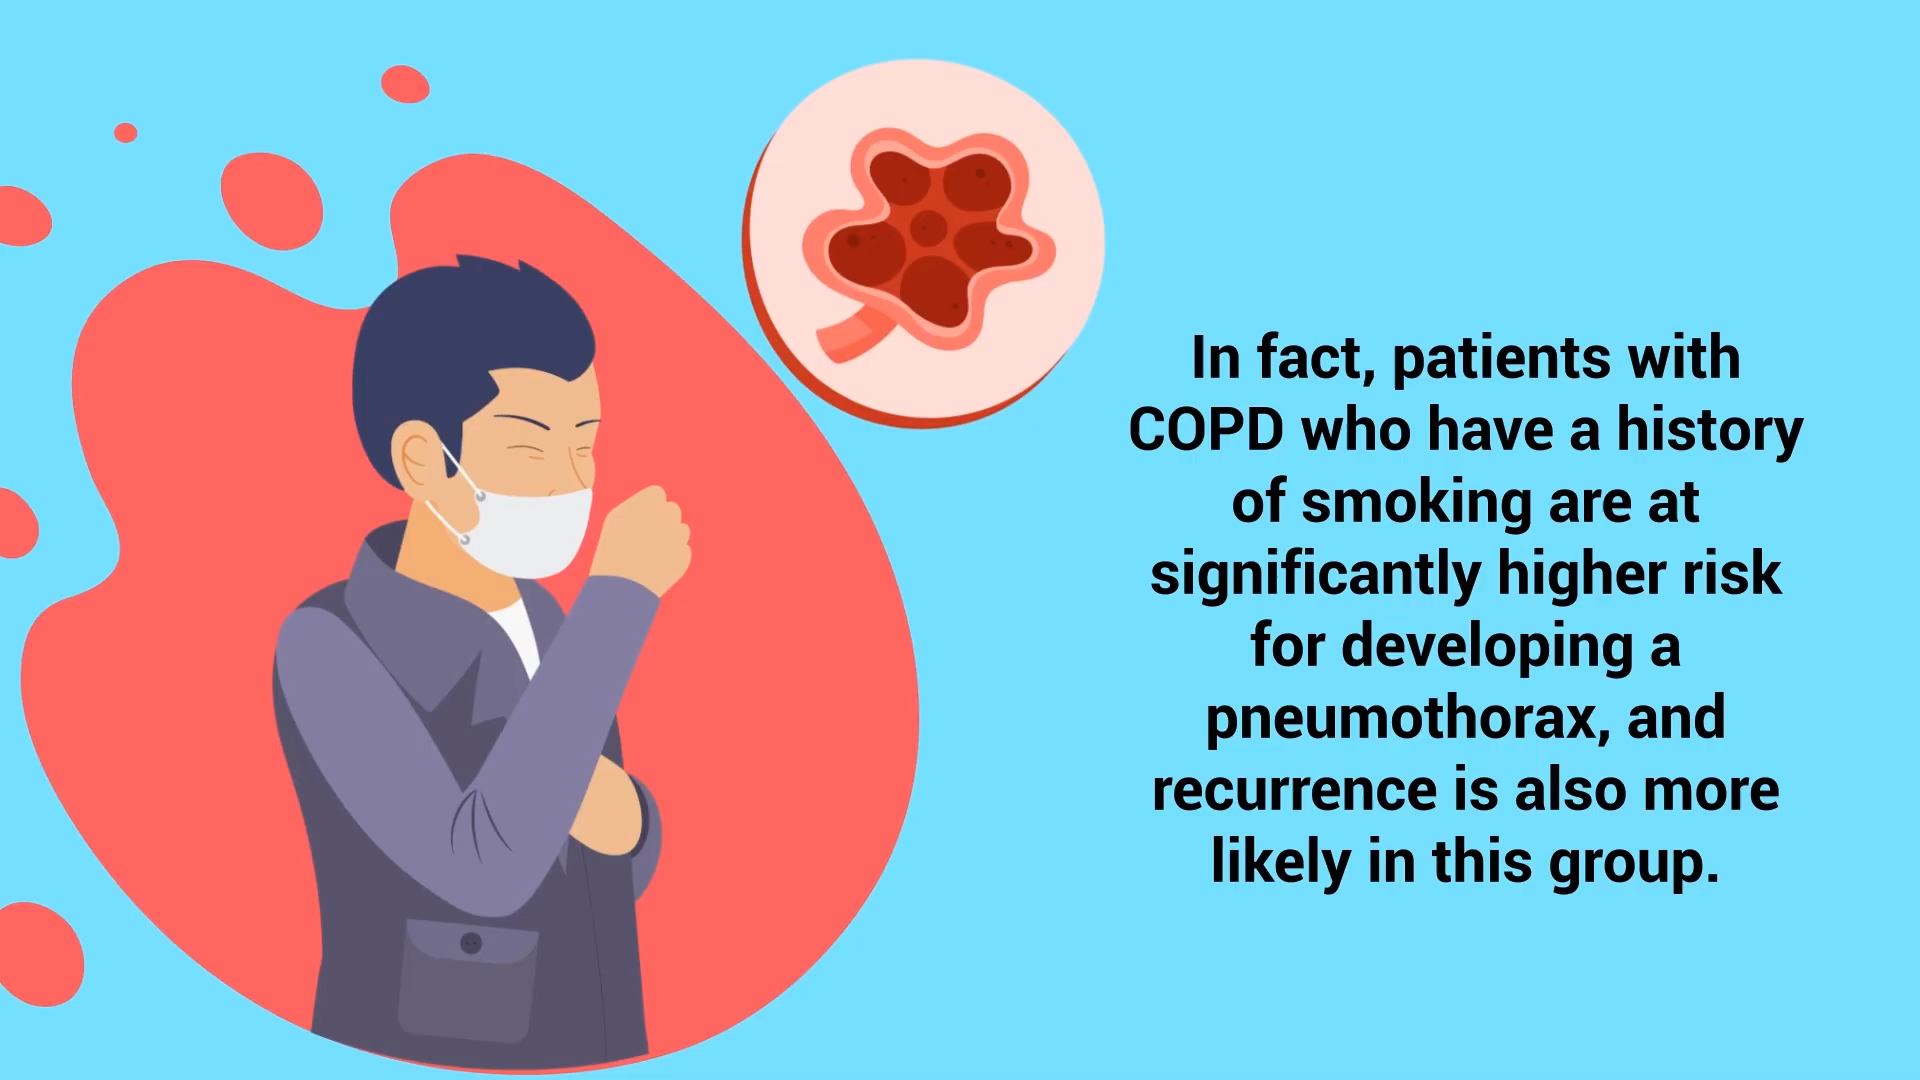 In fact, patients with
COPD who have a history
of smoking are at
significantly higher risk
for developing a
pneumothorax, and
recurrence is also more
likely in this group.